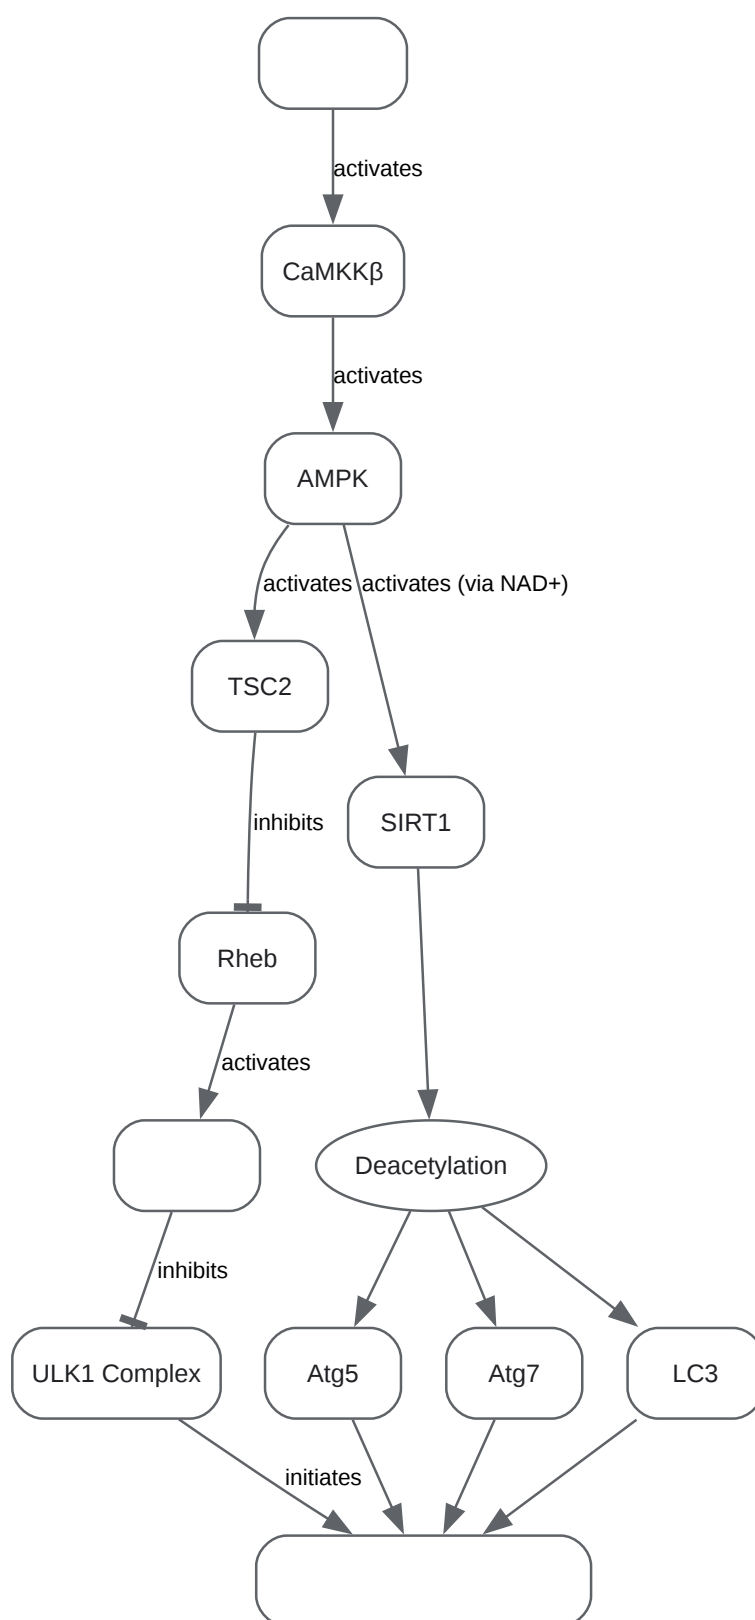 activates
CaMKKβ
activates
AMPK
activates
activates (via NAD+)
TSC2
inhibits
SIRT1
Rheb
activates
Deacetylation
inhibits
ULK1 Complex
Atg5
Atg7
LC3
initiates